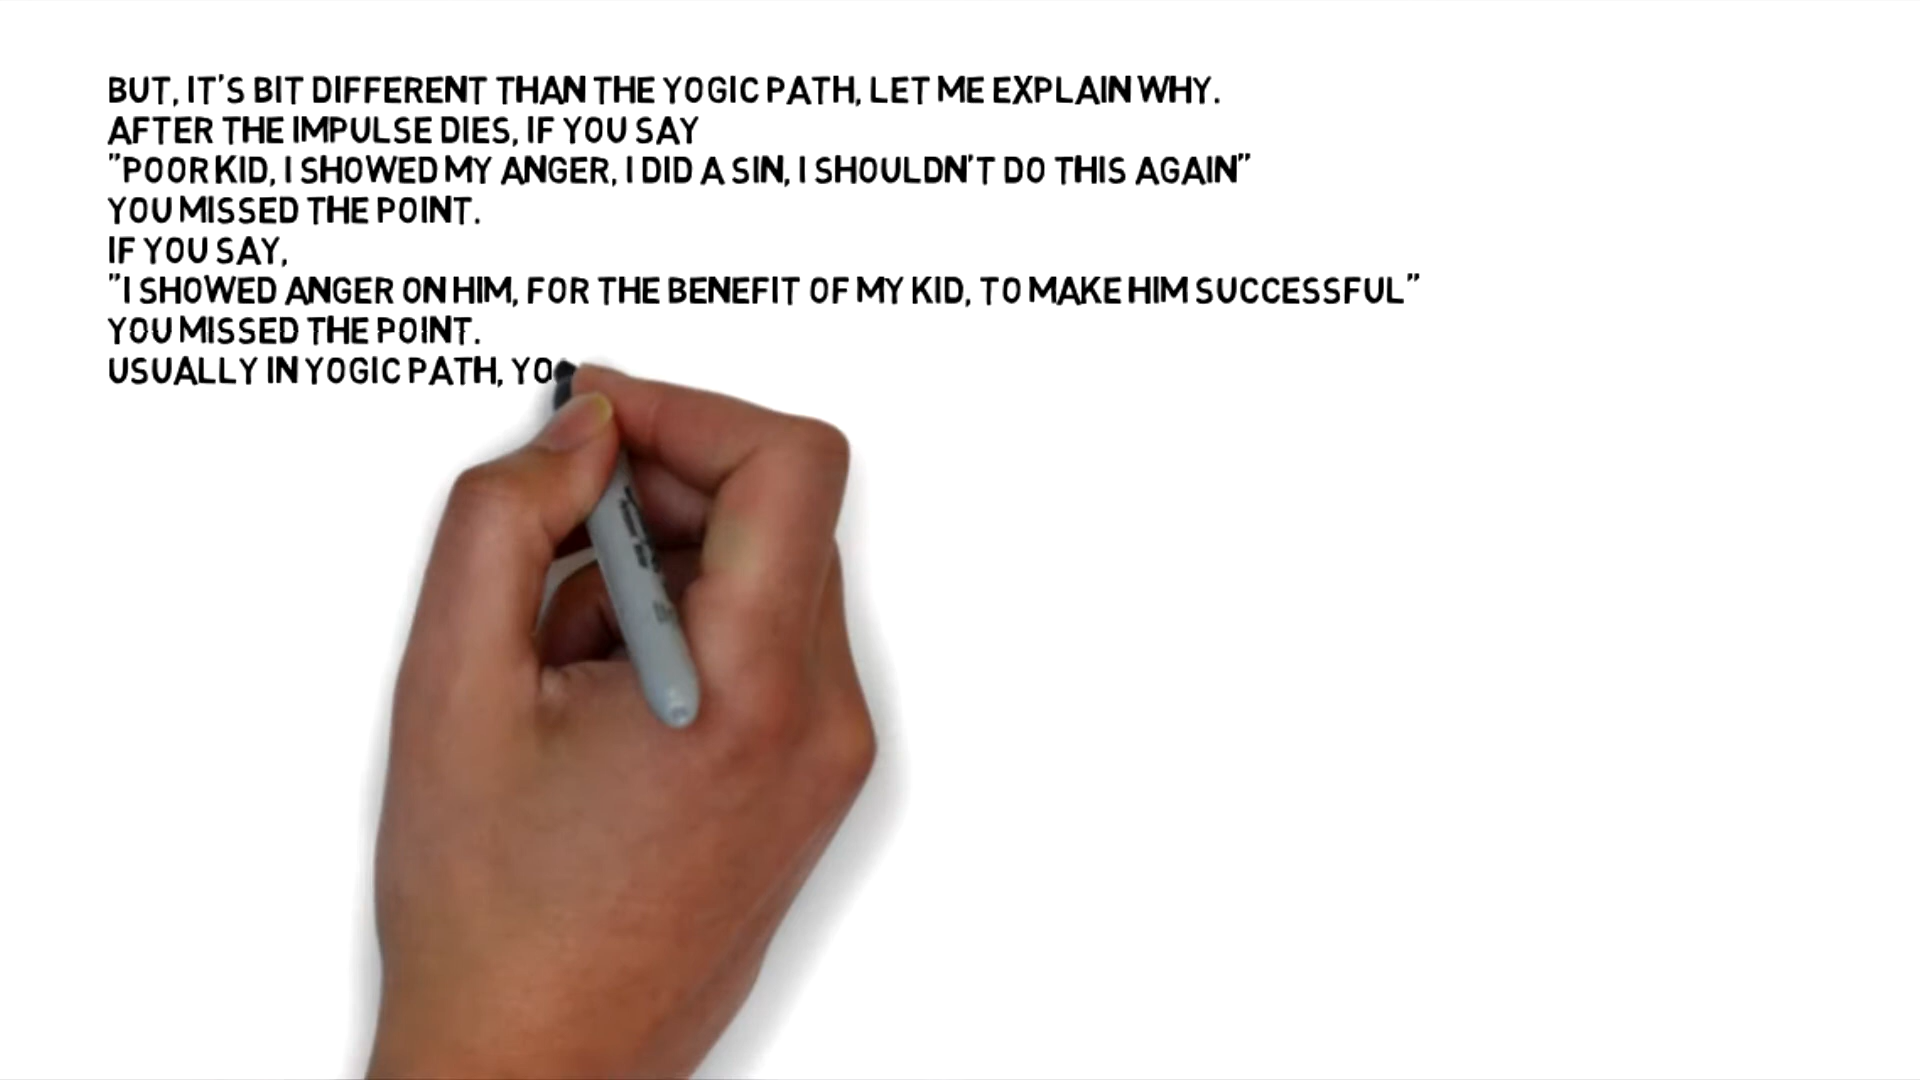 BUT, IT'S BIT DIFFERENT THAN THE YOGIC PATH, LET ME EXPLAIN WHY.
AFTER THE IMPULSE DIES, IF YOU SAY
"POOR KID, I SHOWED MY ANGER, I DID A SIN, I SHOULDN'T DO THIS AGAIN"
YOU MISSED THE POINT.
IF YOU SAY,
"I SHOWED ANGER ON HIM, FOR THE BENEFIT OF MY KID, TO MAKE HIM SUCCESSFUL"
YOU MISSED THE POINT.
USUALLY IN YOGIC PATH, YO